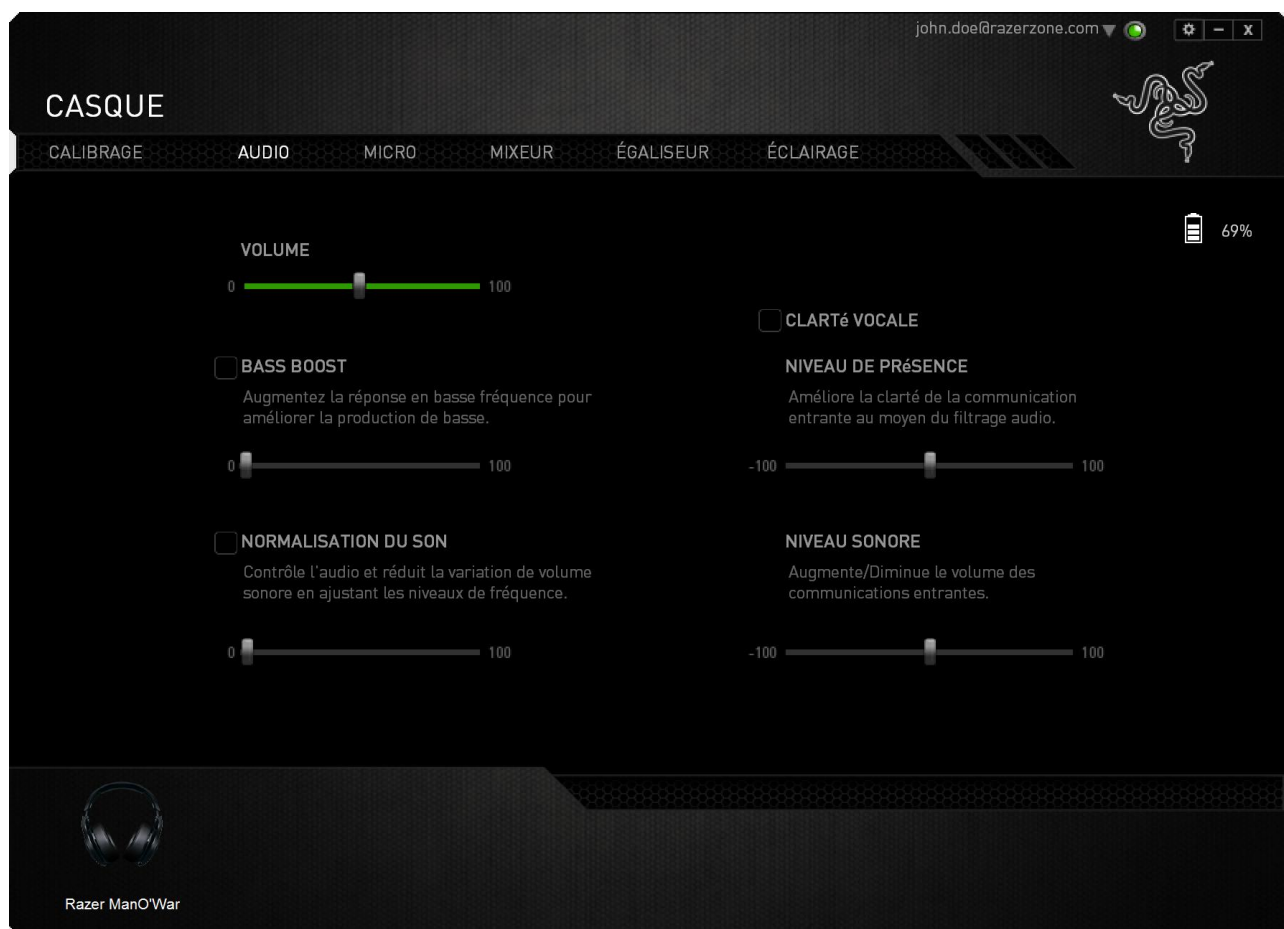 john.doe@razerzone.com
X
CASQUE
CALIBRAGE AUDIO MICRO MIXEUR ÉGALISEUR ÉCLAIRAGE
69%
VOLUME
0 100
CLARTé VOCALE
BASS BOOST
Augmentez la réponse en basse fréquence pour
améliorer la production de basse.
0 100
NIVEAU DE PRéSENCE
Améliore la clarté de la communication
entrante au moyen du filtrage audio.
-100 100
NORMALISATION DU SON
Contrôle l'audio et réduit la variation de volume
sonore en ajustant les niveaux de fréquence.
0 100
NIVEAU SONORE
Augmente/Diminue le volume des
communications entrantes.
-100 100
Razer ManO'War